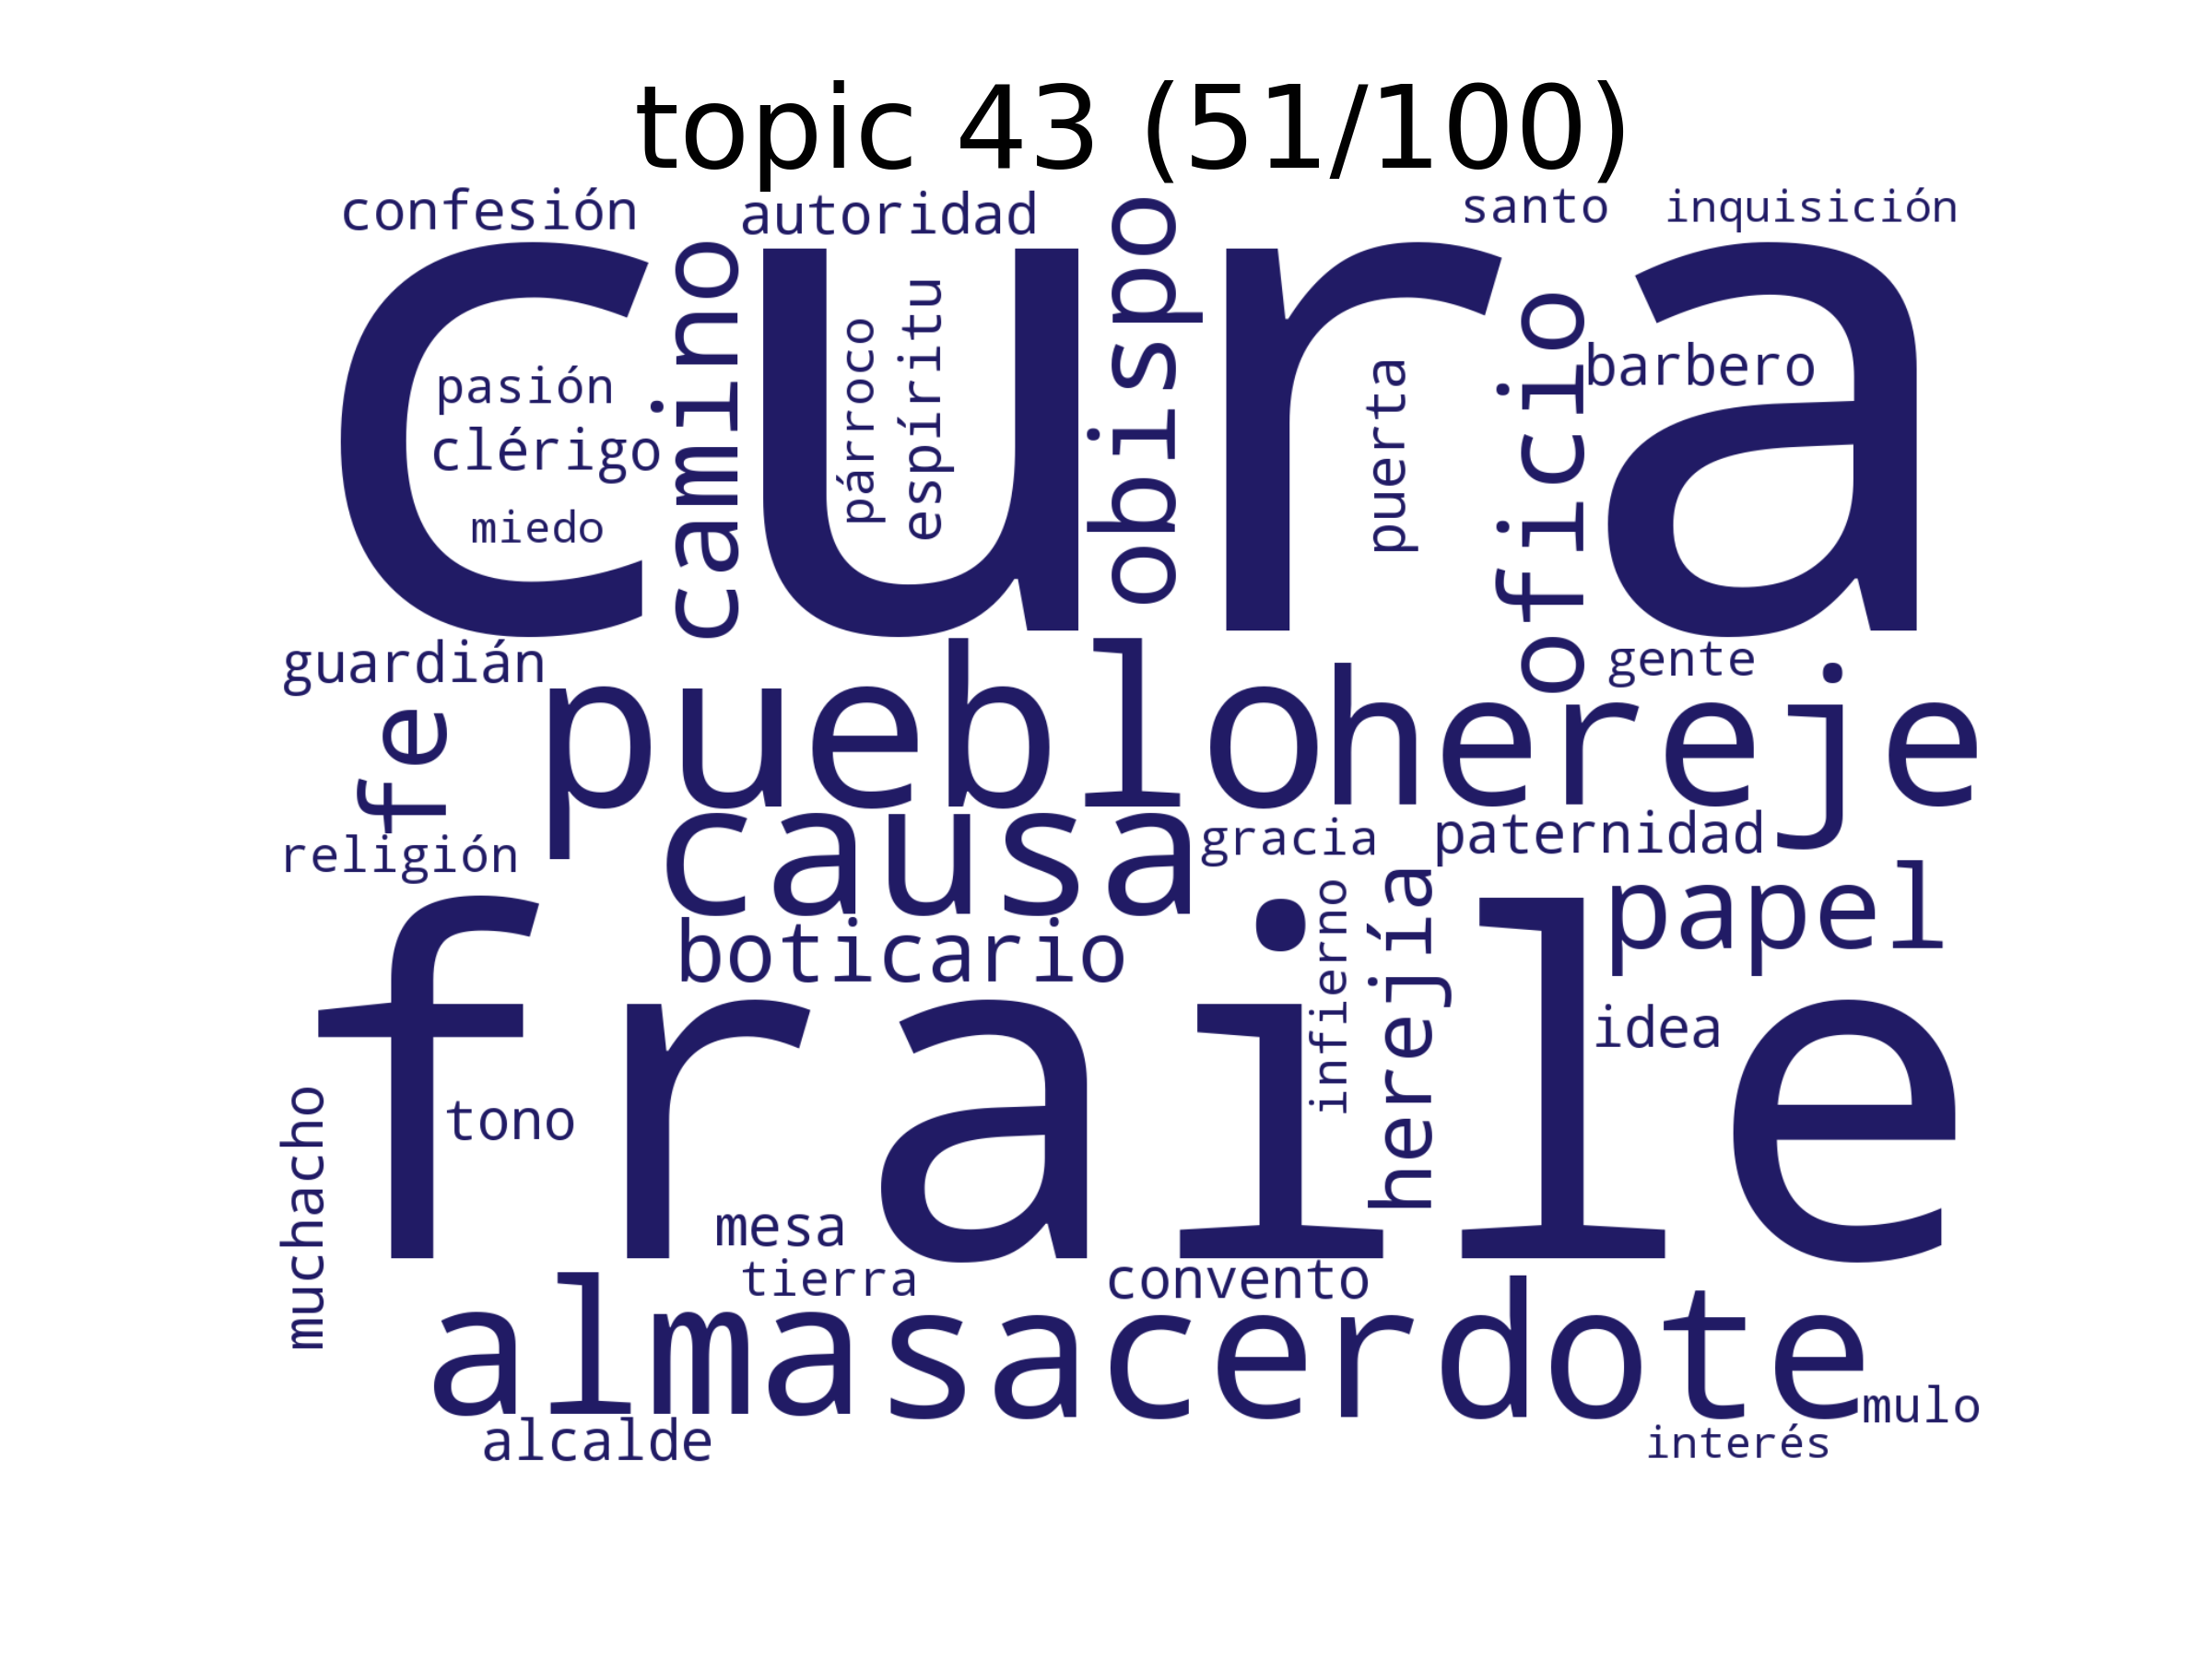 topic 43 (51/100)
confesión
autoridad
santo
inquisición
cura
camino
obispo
oficio
pasión
clérigo
miedo
párroco
espíritu
puerta
barbero
guardián
gente
fe
pueblo
hereje
religión
causa
gracia
paternidad
boticario
papel
fraile
infierno
herejía
idea
muchacho
tono
mesa
tierra
convento
alma
sacerdote
mulo
alcalde
interés